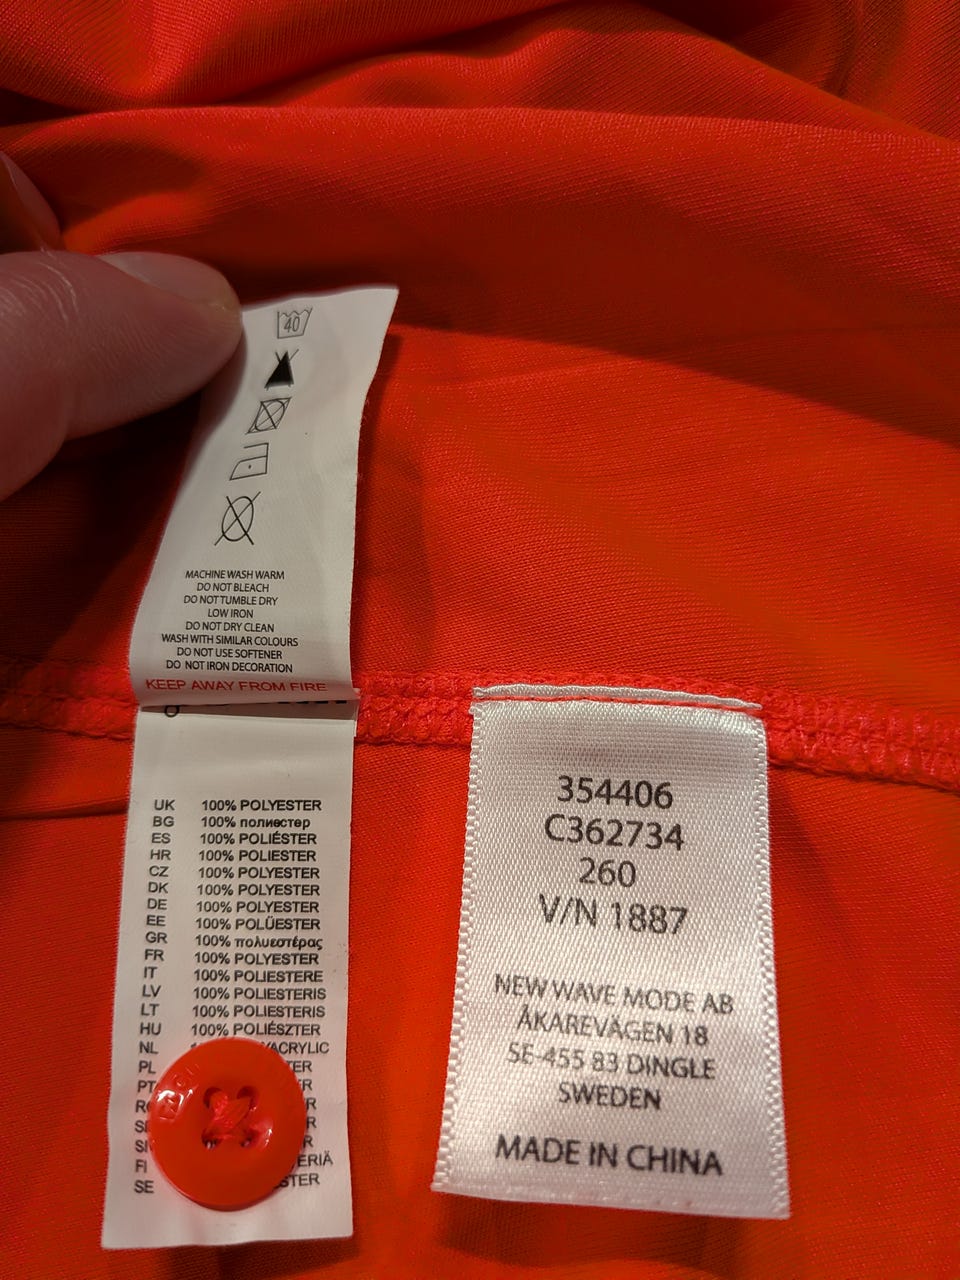 40
MACHINE WASH WARM
DO NOT BLEACH
DO NOT TUMBLE DRY
LOW IRON
DO NOT DRY CLEAN
WASH WITH SIMILAR COLOURS
DO NOT USE SOFTENER
DO NOT IRON DECORATION
KEEP AWAY FROM FIRE
UK 100% POLYESTER
BG 100% полиестер
ES 100% POLIÉSTER
HR 100% POLIESTER
CZ 100% POLYESTER
DK 100% POLYESTER
DE 100% POLYESTER
EE 100% POLÜESTER
GR 100% πολυεστέρας
FR 100% POLYESTER
IT 100% POLIESTERE
LV 100% POLIESTERIS
LT 100% POLIESTERIS
HU 100% POLIÉSZTER
NL
PL
PT
FI
SE
354406
C362734
260
V/N 1887
NEW WAVE MODE AB
ÅKAREVÄGEN 18
SE-455 83 DINGLE
SWEDEN
MADE IN CHINA